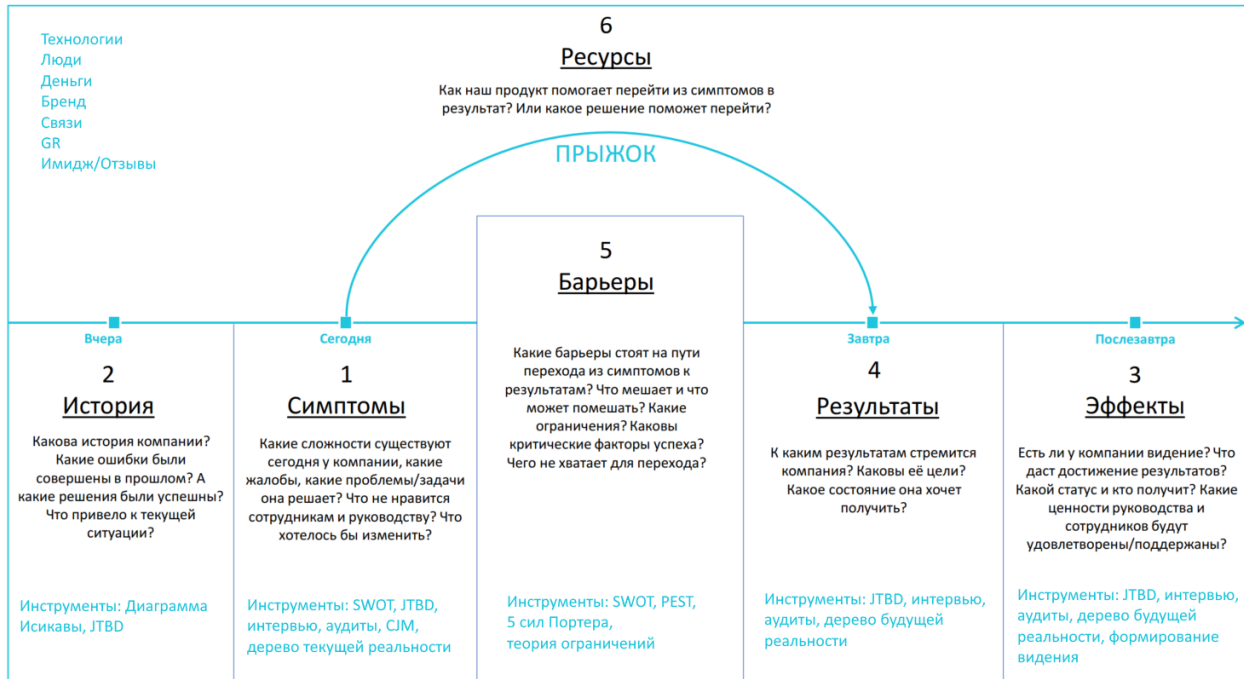 Технологии
Люди
Деньги
Бренд
Связи
GR
Имидж/Отзывы
6
Ресурсы
Как наш продукт помогает перейти из симптомов в
результат? Или какое решение поможет перейти?
ПРЫЖОК
Вчера
2
История
Какова история компании?
Какие ошибки были
совершены в прошлом? А
какие решения были успешны?
Что привело к текущей
ситуации?
Инструменты: Диаграмма
Исикавы, JTBD
Сегодня
1
Симптомы
Какие сложности существуют
сегодня у компании, какие
жалобы, какие проблемы/задачи
она решает? Что не нравится
сотрудникам и руководству? Что
хотелось бы изменить?
Инструменты: SWOT, JTBD,
интервью, аудиты, CJM,
дерево текущей реальности
5
Барьеры
Какие барьеры стоят на пути
перехода из симптомов к
результатам? Что мешает и что
может помешать? Какие
ограничения? Каковы
критические факторы успеха?
Чего не хватает для перехода?
Инструменты: SWOT, PEST,
5 сил Портера,
теория ограничений
Завтра
4
Результаты
К каким результатам стремится
компания? Каковы её цели?
Какое состояние она хочет
получить?
Инструменты: JTBD, интервью,
аудиты, дерево будущей
реальности
Послезавтра
3
Эффекты
Есть ли у компании видение? Что
даст достижение результатов?
Какой статус и кто получит? Какие
ценности руководства и
сотрудников будут
удовлетворены/поддержаны?
Инструменты: JTBD, интервью,
аудиты, дерево будущей
реальности, формирование
видения